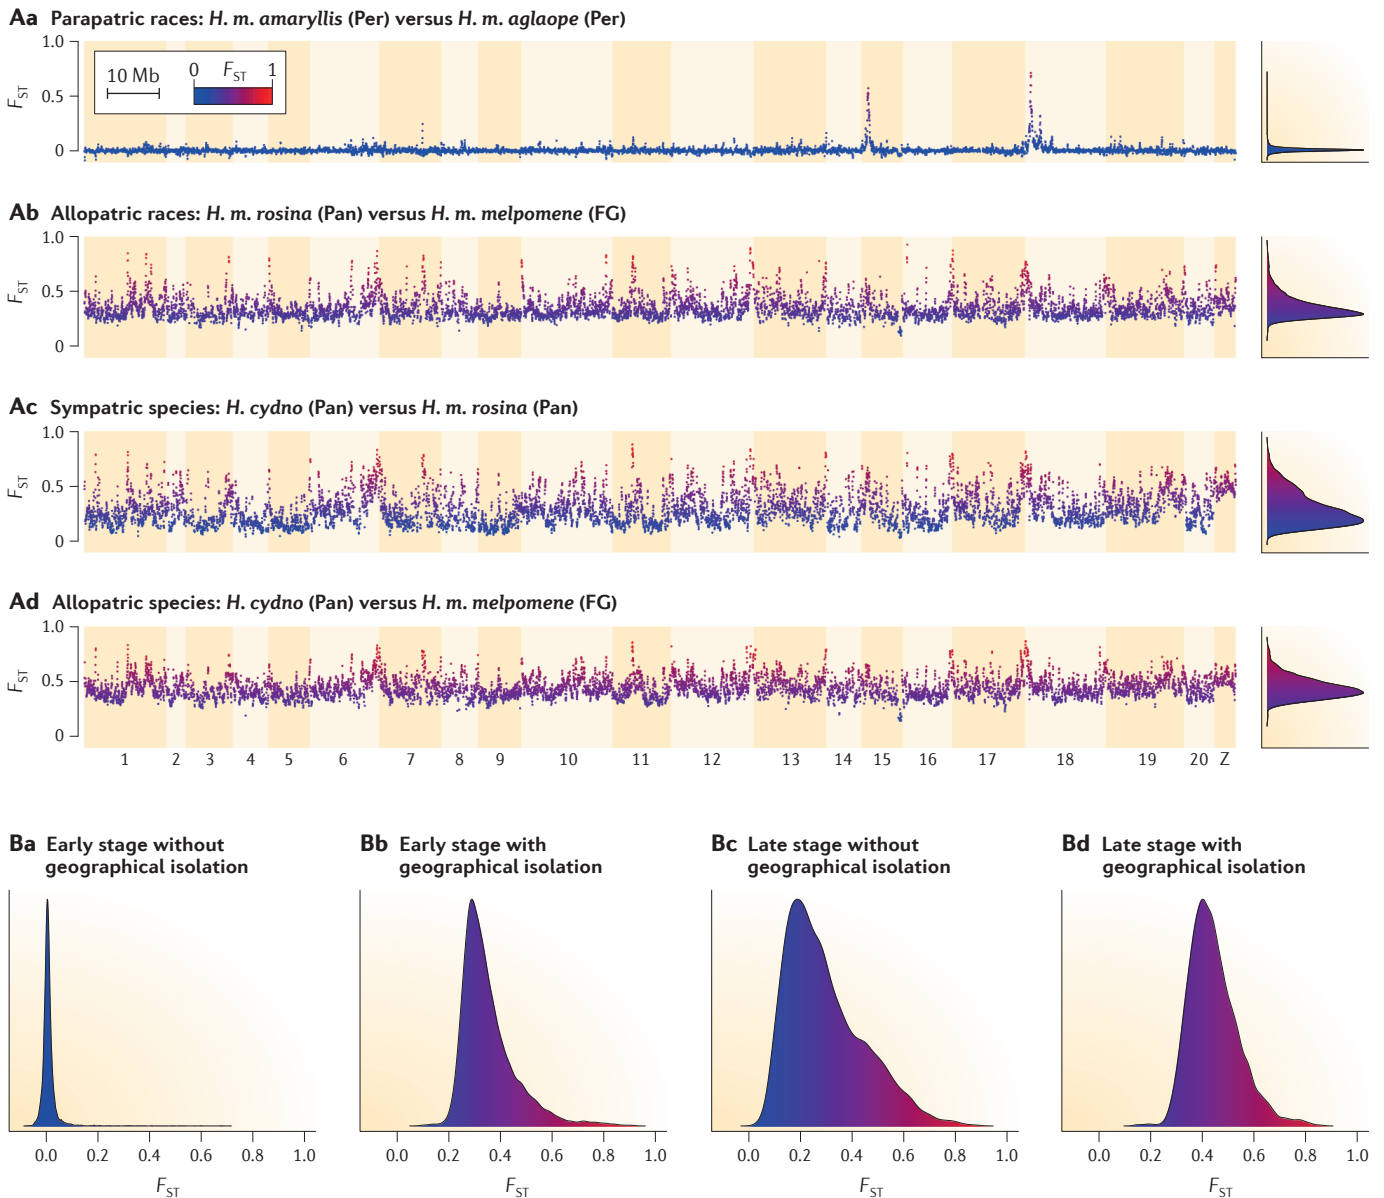 Aa Parapatric races: H. m. amaryllis (Per) versus H. m. aglaope (Per)
1.0
0.5
0
FST
10 Mb
0 FST 1
Ab Allopatric races: H. m. rosina (Pan) versus H. m. melpomene (FG)
1.0
0.5
0
FST
Ac Sympatric species: H. cydno (Pan) versus H. m. rosina (Pan)
1.0
0.5
0
FST
Ad Allopatric species: H. cydno (Pan) versus H. m. melpomene (FG)
1.0
0.5
0
FST
1 2 3 4 5 6 7 8 9 10 11 12 13 14 15 16 17 18 19 20 Z
Ba Early stage without
geographical isolation
0.0 0.2 0.4 0.6 0.8 1.0
FST
Bb Early stage with
geographical isolation
0.0 0.2 0.4 0.6 0.8 1.0
FST
Bc Late stage without
geographical isolation
0.0 0.2 0.4 0.6 0.8 1.0
FST
Bd Late stage with
geographical isolation
0.0 0.2 0.4 0.6 0.8 1.0
FST